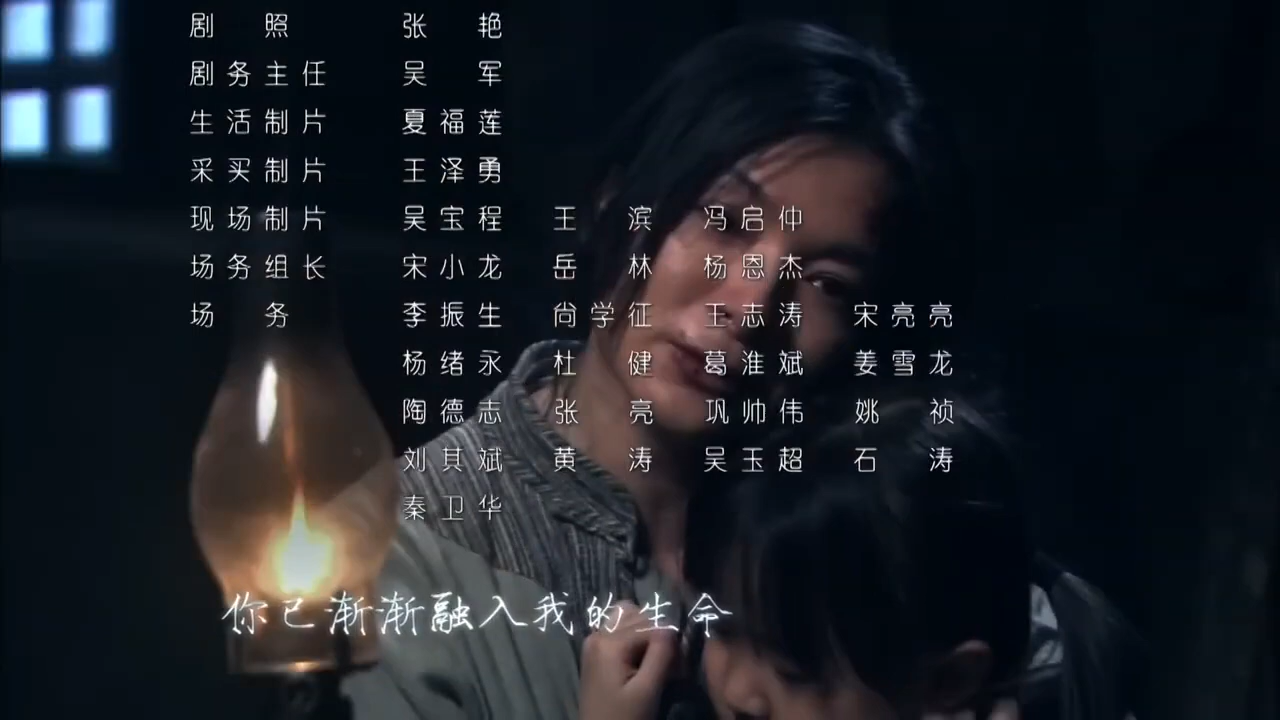 剧照 张艳
剧务主任 吴军
生活制片 夏福莲
采买制片 王泽勇
现场制片 吴宝程 王滨 冯启仲
场务组长 宋小龙 岳林 杨恩杰
场务 李振生 尚学征 王志涛 宋亮亮
杨绪永 杜健 葛淮斌 姜雪龙
陶德志 张亮 巩帅伟 姚祯
刘其斌 黄涛 吴玉超 石涛
秦卫华
你已渐渐融入我的生命